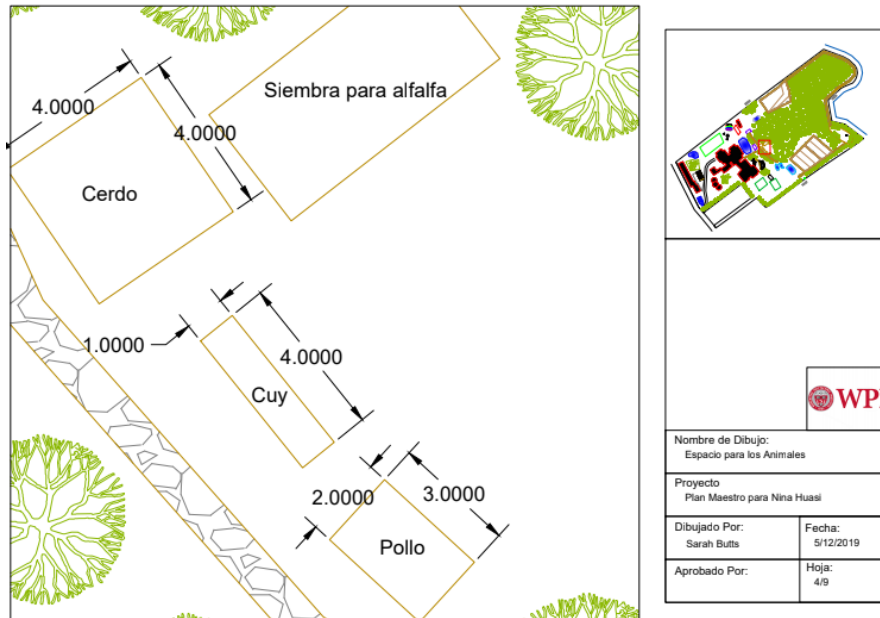 4.0000
4.0000
Siembra para alfalfa
Cerdo
1.0000
4.0000
Cuy
2.0000
3.0000
Pollo
WP
Nombre de Dibujo:
Espacio para los Animales
Proyecto
Plan Maestro para Nina Huasi
Dibujado Por:
Sarah Butts
Fecha:
5/12/2019
Aprobado Por:
Hoja:
4/9